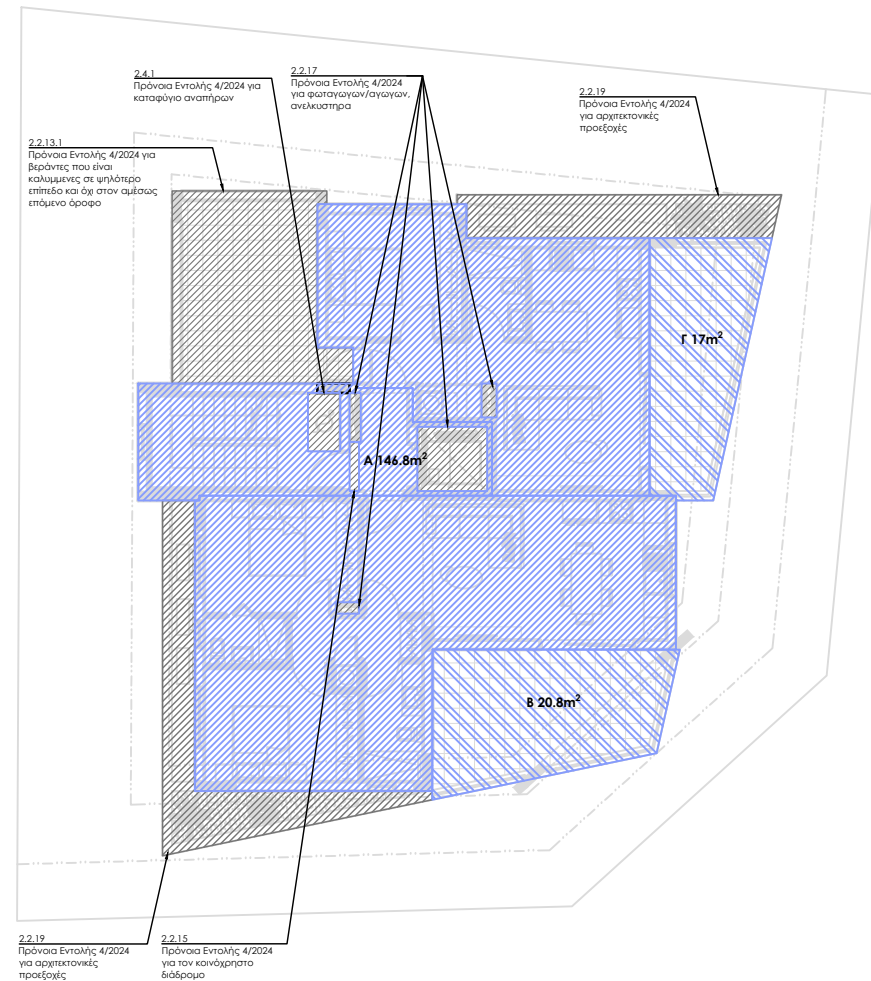 2.4.1
Πρόνοια Εντολής 4/2024 για
καταφύγιο αναπήρων
2.2.17
Πρόνοια Εντολής 4/2024
για φωταγωγων/αγωγων,
ανελκυστηρα
2.2.19
Πρόνοια Εντολής 4/2024
για αρχιτεκτονικές
προεξοχές
2.2.13.1
Πρόνοια Εντολής 4/2024 για
βεράντες που είναι
καλυμμενες σε ψηλότερο
επίπεδο και όχι στον αμέσως
επόμενο όροφο
Γ 17m²
Α 146.8m²
Β 20.8m²
2.2.19
Πρόνοια Εντολής 4/2024
για αρχιτεκτονικές
προεξοχές
2.2.15
Πρόνοια Εντολής 4/2024
για τον κοινόχρηστο
διάδρομο